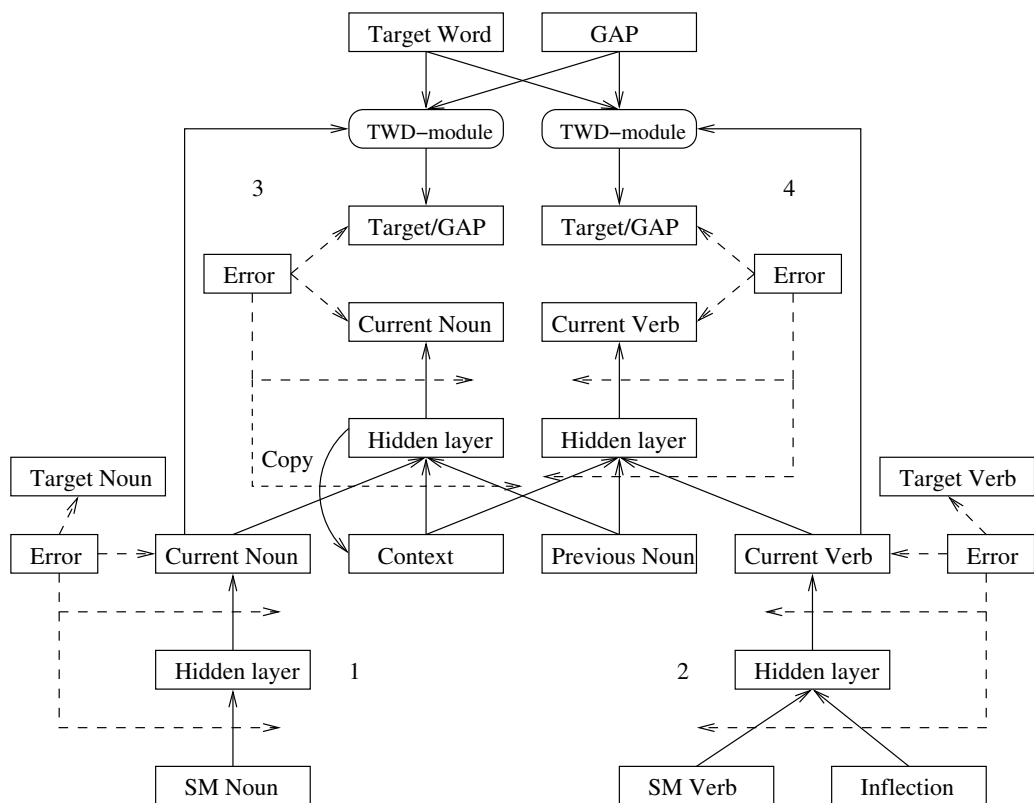 Target Word
GAP
TWD-module
TWD-module
3
4
Target/GAP
Target/GAP
Error
Error
Current Noun
Current Verb
Hidden layer
Hidden layer
Copy
Target Noun
Target Verb
Error
Current Noun
Context
Previous Noun
Current Verb
Error
Hidden layer
1
2
Hidden layer
SM Noun
SM Verb
Inflection